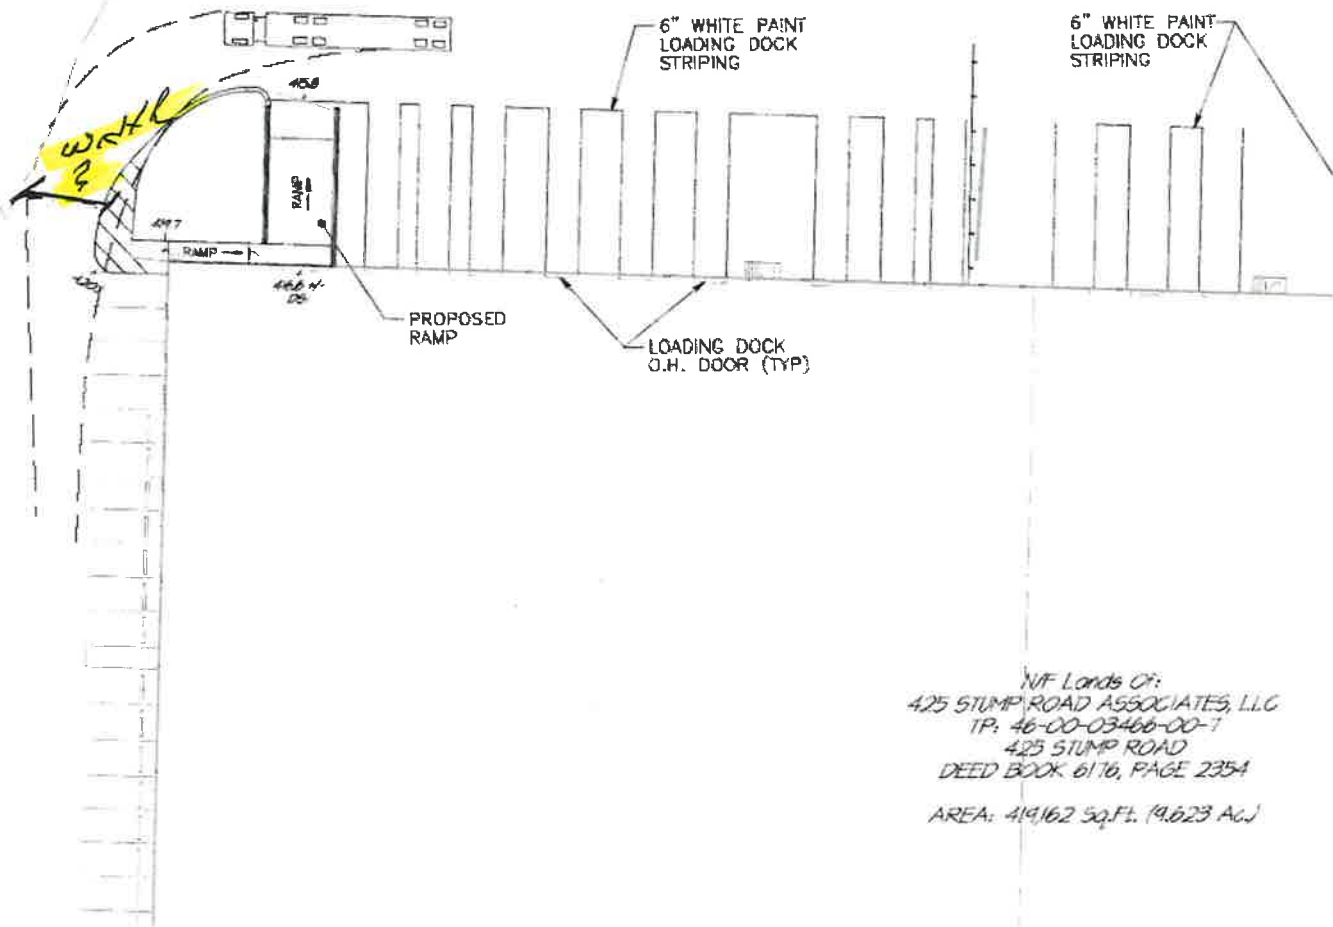 6" WHITE PAINT
LOADING DOCK
STRIPING
6" WHITE PAINT
LOADING DOCK
STRIPING
?
RAMP
RAMP
PROPOSED
RAMP
LOADING DOCK
O.H. DOOR (TYP)
N/F Lands Of:
425 STUMP ROAD ASSOCIATES, LLC
TP: 46-00-03466-00-7
425 STUMP ROAD
DEED BOOK 6176, PAGE 2354
AREA: 419,162 Sq.Ft. (9.623 Ac.)